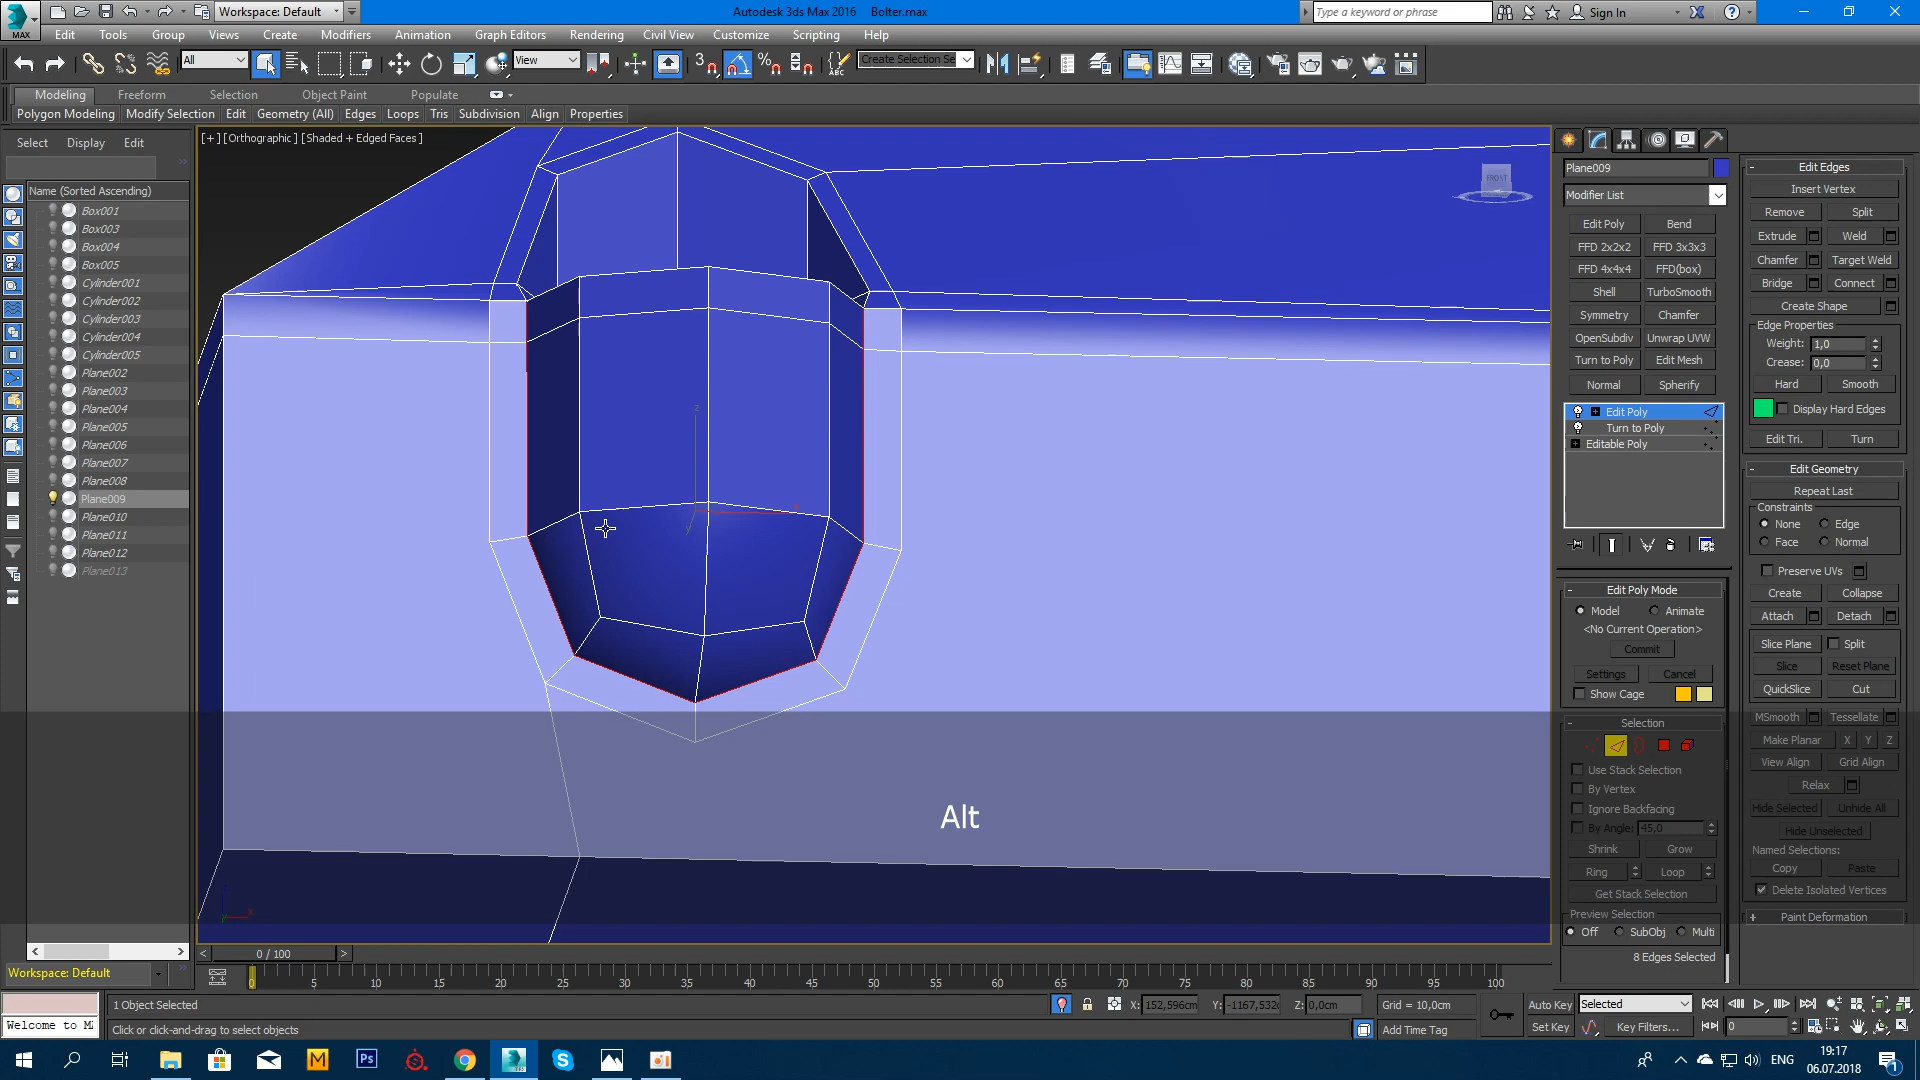 Workspace: Default
Autodesk 3ds Max 2016 Bolter.max
Type a keyword or phrase
Sign In
MAX
Edit Tools Group Views Create Modifiers Animation Graph Editors Rendering Civil View Customize Scripting Help
All
View
Create Selection Se
Modeling Freeform Selection Object Paint Populate
Polygon Modeling Modify Selection Edit Geometry (All) Edges Loops Tris Subdivision Align Properties
Select Display Edit
Name (Sorted Ascending)
Box001
Box003
Box004
Box005
Cylinder001
Cylinder002
Cylinder003
Cylinder004
Cylinder005
Plane002
Plane003
Plane004
Plane005
Plane006
Plane007
Plane008
Plane009
Plane010
Plane011
Plane012
Plane013
[+] [Orthographic ] [Shaded + Edged Faces ]
FRONT
Alt
Plane009
Modifier List
Edit Poly Bend
FFD 2x2x2 FFD 3x3x3
FFD 4x4x4 FFD(box)
Shell TurboSmooth
Symmetry Chamfer
OpenSubdiv Unwrap UVW
Turn to Poly Edit Mesh
Normal Spherify
Edit Poly
Turn to Poly
Editable Poly
Edit Poly Mode
Model Animate
<No Current Operation>
Commit
Settings Cancel
Show Cage
Selection
Use Stack Selection
By Vertex
Ignore Backfacing
By Angle: 45,0
Shrink Grow
Ring Loop
Get Stack Selection
Preview Selection
Off SubObj Multi
8 Edges Selected
Edit Edges
Insert Vertex
Remove Split
Extrude Weld
Chamfer Target Weld
Bridge Connect
Create Shape
Edge Properties
Weight: 1,0
Crease: 0,0
Hard Smooth
Display Hard Edges
Edit Tri. Turn
Edit Geometry
Repeat Last
Constraints
None Edge
Face Normal
Preserve UVs
Create Collapse
Attach Detach
Slice Plane Split
Slice Reset Plane
QuickSlice Cut
MSmooth Tessellate
Make Planar X Y Z
View Align Grid Align
Relax
Hide Selected Unhide All
Hide Unselected
Named Selections:
Copy Paste
Delete Isolated Vertices
Paint Deformation
0 / 100
Workspace: Default
0 5 10 15 20 25 30 35 40 45 50 55 60 65 70 75 80 85 90 95 100
1 Object Selected
X: 152,596cm Y: -1167,532c Z: 0,0cm Grid = 10,0cm
Auto Key Selected
Welcome to M
Click or click-and-drag to select objects
Add Time Tag
Set Key Key Filters...
0
ENG
19:17
06.07.2018